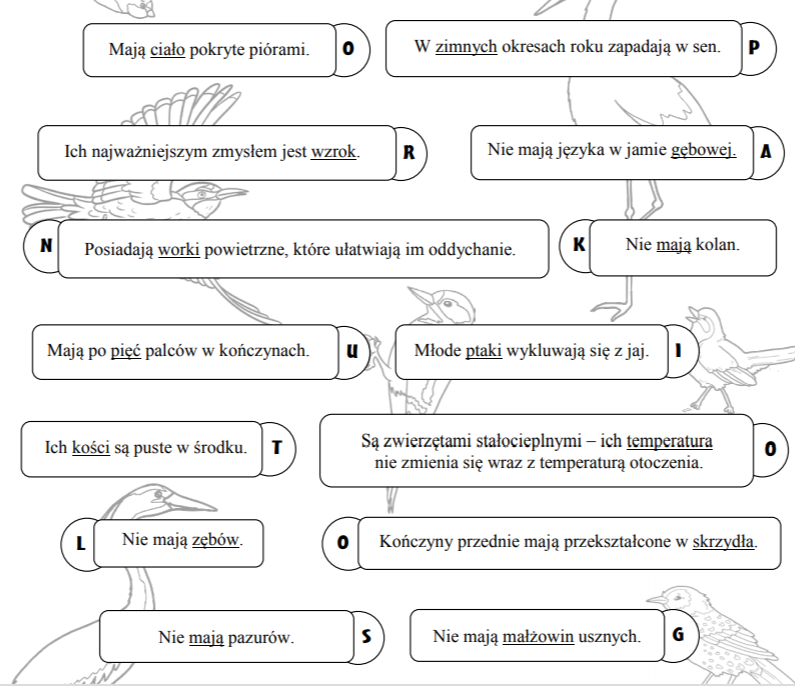 Mają ciało pokryte piórami. O
W zimnych okresach roku zapadają w sen. P
Ich najważniejszym zmysłem jest wzrok. R
Nie mają języka w jamie gębowej. A
N Posiadają worki powietrzne, które ułatwiają im oddychanie.
K Nie mają kolan.
Mają po pięć palców w kończynach. U
Młode ptaki wykluwają się z jaj. I
Ich kości są puste w środku. T
Są zwierzętami stałocieplnymi – ich temperatura
nie zmienia się wraz z temperaturą otoczenia. O
L Nie mają zębów.
O Kończyny przednie mają przekształcone w skrzydła.
Nie mają pazurów. S
Nie mają małżowin usznych. G